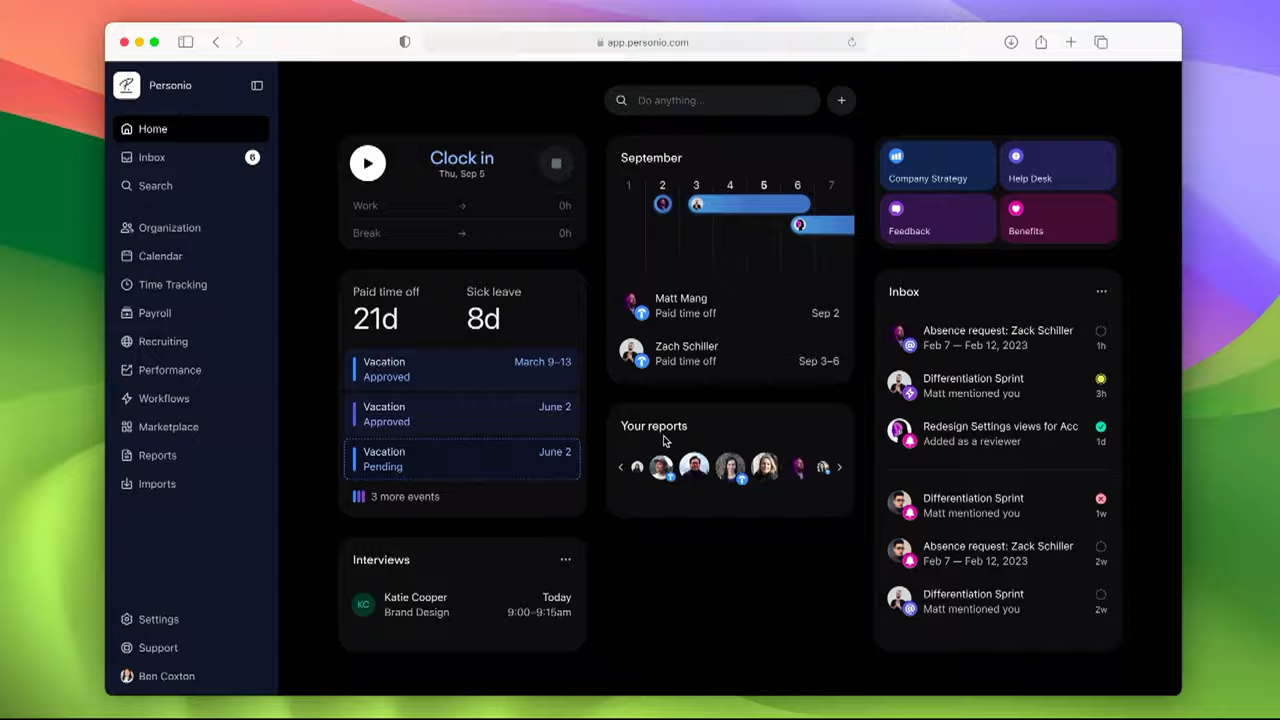 app.personio.com
Personio
Home
Inbox 6
Search
Organization
Calendar
Time Tracking
Payroll
Recruiting
Performance
Workflows
Marketplace
Reports
Imports
Settings
Support
Ben Coxton
Do anything...
Clock in
Thu, Sep 5
Work → 0h
Break → 0h
Paid time off Sick leave
21d 8d
Vacation March 9–13
Approved
Vacation June 2
Approved
Vacation June 2
Pending
3 more events
Interviews
KC
Katie Cooper Today
Brand Design 9:00–9:15am
September
1 2 3 4 5 6 7
Matt Mang
Paid time off Sep 2
Zach Schiller
Paid time off Sep 3–6
Your reports
Company Strategy
Help Desk
Feedback
Benefits
Inbox
Absence request: Zack Schiller
Feb 7 — Feb 12, 2023 1h
Differentiation Sprint
Matt mentioned you 3h
Redesign Settings views for Acc
Added as a reviewer 1d
Differentiation Sprint
Matt mentioned you 1w
Absence request: Zack Schiller
Feb 7 — Feb 12, 2023 2w
Differentiation Sprint
Matt mentioned you 2w